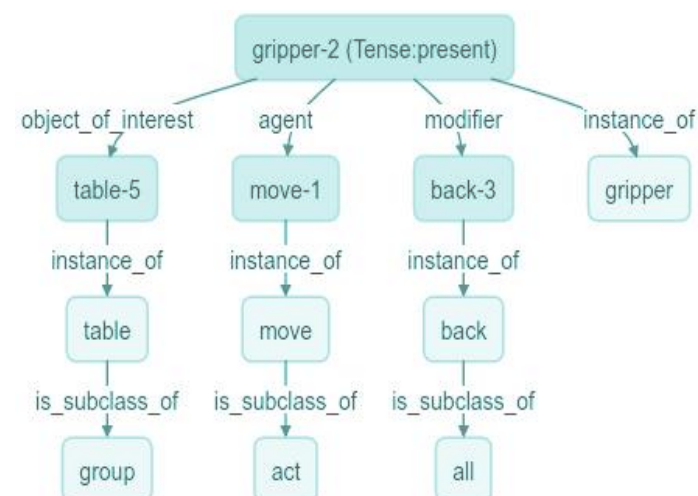 gripper-2 (Tense:present)
object_of_interest agent modifier instance_of
table-5 move-1 back-3 gripper
instance_of instance_of instance_of
table move back
is_subclass_of is_subclass_of is_subclass_of
group act all